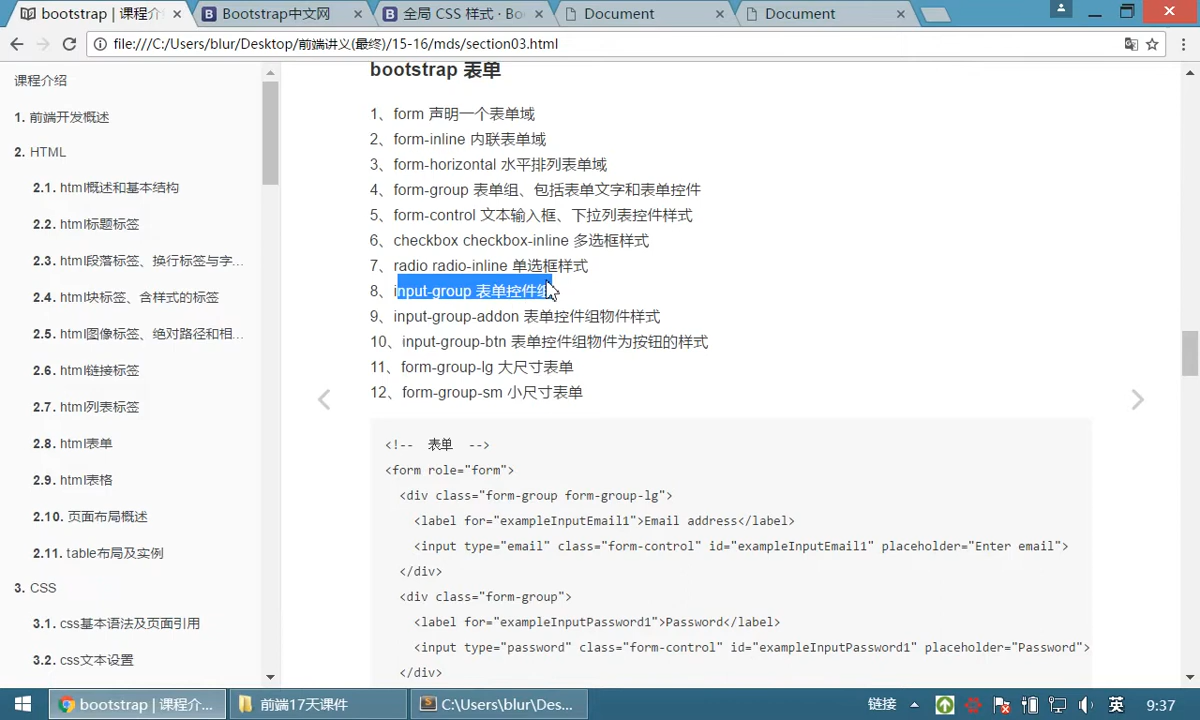 bootstrap | 课程介
Bootstrap中文网
全局 CSS 样式 · Bo
Document
Document
file:///C:/Users/blur/Desktop/前端讲义(最终)/15-16/mds/section03.html
课程介绍
1. 前端开发概述
2. HTML
2.1. html概述和基本结构
2.2. html标题标签
2.3. html段落标签、换行标签与字...
2.4. html块标签、含样式的标签
2.5. html图像标签、绝对路径和相...
2.6. html链接标签
2.7. html列表标签
2.8. html表单
2.9. html表格
2.10. 页面布局概述
2.11. table布局及实例
3. CSS
3.1. css基本语法及页面引用
3.2. css文本设置
bootstrap 表单
1、form 声明一个表单域
2、form-inline 内联表单域
3、form-horizontal 水平排列表单域
4、form-group 表单组、包括表单文字和表单控件
5、form-control 文本输入框、下拉列表控件样式
6、checkbox checkbox-inline 多选框样式
7、radio radio-inline 单选框样式
8、input-group 表单控件组
9、input-group-addon 表单控件组物件样式
10、input-group-btn 表单控件组物件为按钮的样式
11、form-group-lg 大尺寸表单
12、form-group-sm 小尺寸表单
<!-- 表单 -->
<form role="form">
<div class="form-group form-group-lg">
<label for="exampleInputEmail1">Email address</label>
<input type="email" class="form-control" id="exampleInputEmail1" placeholder="Enter email">
</div>
<div class="form-group">
<label for="exampleInputPassword1">Password</label>
<input type="password" class="form-control" id="exampleInputPassword1" placeholder="Password">
</div>
bootstrap | 课程介...
前端17天课件
C:\Users\blur\Des...
链接
英
9:37